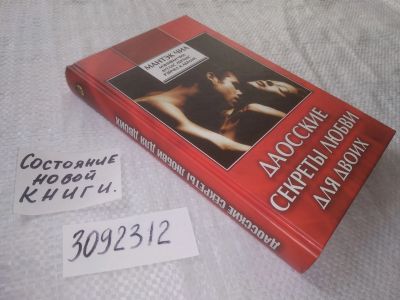 МАНТЭК ЧИА
ДАОССКИЕ
СЕКРЕТЫ ЛЮБВИ
ДЛЯ ДВОИХ
ДАОССКИЕ СЕКРЕТЫ ЛЮБВИ ДЛЯ ДВОИХ
Состояние
новой
книги.
3092312